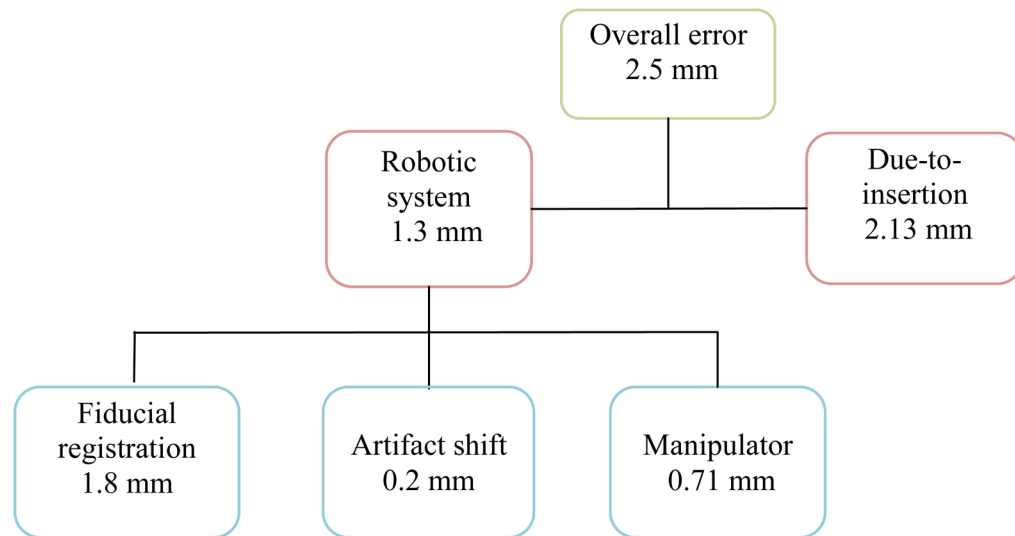 Overall error
2.5 mm
Robotic
system
1.3 mm
Due-to-
insertion
2.13 mm
Fiducial
registration
1.8 mm
Artifact shift
0.2 mm
Manipulator
0.71 mm